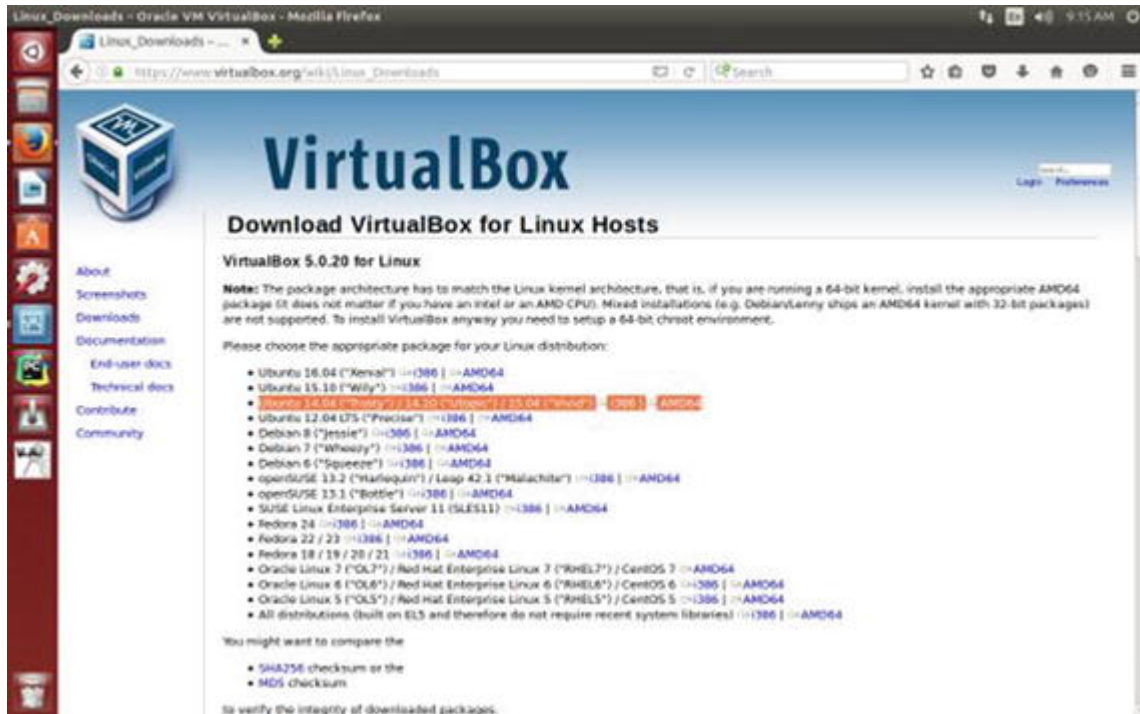 Linux_Downloads - Oracle VM VirtualBox - Mozilla Firefox
En 9:15 AM
Linux_Downloads - ...
https://www.virtualbox.org/wiki/Linux_Downloads
Search
VirtualBox
search...
Login Preferences
Download VirtualBox for Linux Hosts
VirtualBox 5.0.20 for Linux
About
Screenshots
Downloads
Documentation
End-user docs
Technical docs
Contribute
Community
Note: The package architecture has to match the Linux kernel architecture, that is, if you are running a 64-bit kernel, install the appropriate AMD64
package (it does not matter if you have an Intel or an AMD CPU). Mixed installations (e.g. Debian/Lenny ships an AMD64 kernel with 32-bit packages)
are not supported. To install VirtualBox anyway you need to setup a 64-bit chroot environment.
Please choose the appropriate package for your Linux distribution:
• Ubuntu 16.04 ("Xenial") i386 | AMD64
• Ubuntu 15.10 ("Wily") i386 | AMD64
• Ubuntu 14.04 ("Trusty") / 14.10 ("Utopic") / 15.04 ("Vivid") i386 | AMD64
• Ubuntu 12.04 LTS ("Precise") i386 | AMD64
• Debian 8 ("Jessie") i386 | AMD64
• Debian 7 ("Wheezy") i386 | AMD64
• Debian 6 ("Squeeze") i386 | AMD64
• openSUSE 13.2 ("Harlequin") / Leap 42.1 ("Malachite") i386 | AMD64
• openSUSE 13.1 ("Bottle") i386 | AMD64
• SUSE Linux Enterprise Server 11 (SLES11) i386 | AMD64
• Fedora 24 i386 | AMD64
• Fedora 22 / 23 i386 | AMD64
• Fedora 18 / 19 / 20 / 21 i386 | AMD64
• Oracle Linux 7 ("OL7") / Red Hat Enterprise Linux 7 ("RHEL7") / CentOS 7 AMD64
• Oracle Linux 6 ("OL6") / Red Hat Enterprise Linux 6 ("RHEL6") / CentOS 6 i386 | AMD64
• Oracle Linux 5 ("OL5") / Red Hat Enterprise Linux 5 ("RHEL5") / CentOS 5 i386 | AMD64
• All distributions (built on EL5 and therefore do not require recent system libraries) i386 | AMD64
You might want to compare the
• SHA256 checksum or the
• MD5 checksum
to verify the integrity of downloaded packages.